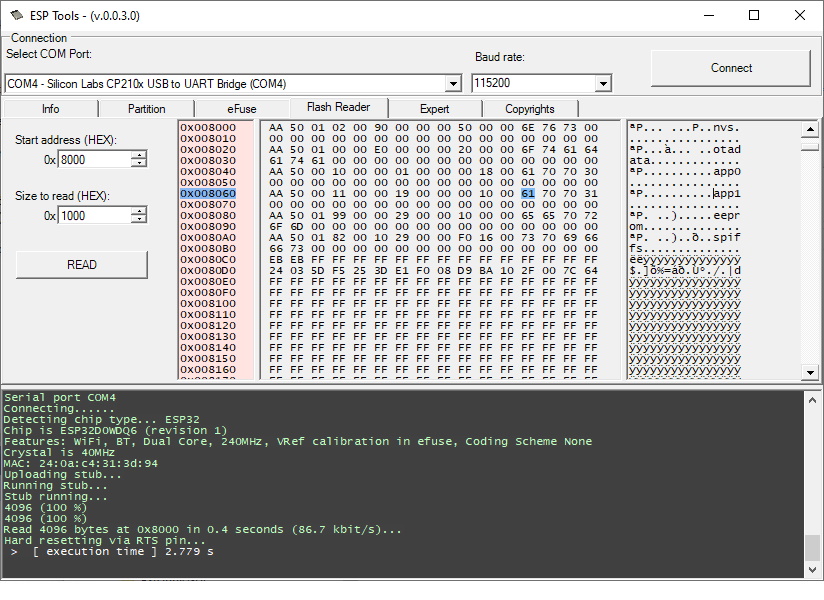 ESP Tools - (v.0.0.3.0)
Connection
Select COM Port:
Baud rate:
COM4 - Silicon Labs CP210x USB to UART Bridge (COM4)
115200
Connect
Info Partition eFuse Flash Reader Expert Copyrights
Start address (HEX):
0x 8000
Size to read (HEX):
0x 1000
READ
0x008000 AA 50 01 02 00 90 00 00 00 50 00 00 6E 76 73 00 ªP... ...P..nvs.
0x008010 00 00 00 00 00 00 00 00 00 00 00 00 00 00 00 00 ................
0x008020 AA 50 01 00 00 E0 00 00 00 20 00 00 6F 74 61 64 ªP...à... ..otad
0x008030 61 74 61 00 00 00 00 00 00 00 00 00 00 00 00 00 ata.............
0x008040 AA 50 00 10 00 00 01 00 00 00 18 00 61 70 70 30 ªP..........app0
0x008050 00 00 00 00 00 00 00 00 00 00 00 00 00 00 00 00 ................
0x008060 AA 50 00 11 00 00 19 00 00 00 10 00 61 70 70 31 ªP..........app1
0x008070 00 00 00 00 00 00 00 00 00 00 00 00 00 00 00 00 ................
0x008080 AA 50 01 99 00 00 29 00 00 10 00 00 65 65 70 72 ªP. ..).....eepr
0x008090 6F 6D 00 00 00 00 00 00 00 00 00 00 00 00 00 00 om..............
0x0080A0 AA 50 01 82 00 10 29 00 00 F0 16 00 73 70 69 66 ªP. ..)..ð..spif
0x0080B0 66 73 00 00 00 00 00 00 00 00 00 00 00 00 00 00 fs..............
0x0080C0 EB EB FF FF FF FF FF FF FF FF FF FF FF FF FF FF ëëÿÿÿÿÿÿÿÿÿÿÿÿÿÿ
0x0080D0 24 03 5D F5 25 3D E1 F0 08 D9 BA 10 2F 00 7C 64 $.]õ%=áð.Ùº./.|d
0x0080E0 FF FF FF FF FF FF FF FF FF FF FF FF FF FF FF FF ÿÿÿÿÿÿÿÿÿÿÿÿÿÿÿÿ
0x0080F0 FF FF FF FF FF FF FF FF FF FF FF FF FF FF FF FF ÿÿÿÿÿÿÿÿÿÿÿÿÿÿÿÿ
0x008100 FF FF FF FF FF FF FF FF FF FF FF FF FF FF FF FF ÿÿÿÿÿÿÿÿÿÿÿÿÿÿÿÿ
0x008110 FF FF FF FF FF FF FF FF FF FF FF FF FF FF FF FF ÿÿÿÿÿÿÿÿÿÿÿÿÿÿÿÿ
0x008120 FF FF FF FF FF FF FF FF FF FF FF FF FF FF FF FF ÿÿÿÿÿÿÿÿÿÿÿÿÿÿÿÿ
0x008130 FF FF FF FF FF FF FF FF FF FF FF FF FF FF FF FF ÿÿÿÿÿÿÿÿÿÿÿÿÿÿÿÿ
0x008140 FF FF FF FF FF FF FF FF FF FF FF FF FF FF FF FF ÿÿÿÿÿÿÿÿÿÿÿÿÿÿÿÿ
0x008150 FF FF FF FF FF FF FF FF FF FF FF FF FF FF FF FF ÿÿÿÿÿÿÿÿÿÿÿÿÿÿÿÿ
0x008160 FF FF FF FF FF FF FF FF FF FF FF FF FF FF FF FF ÿÿÿÿÿÿÿÿÿÿÿÿÿÿÿÿ
Serial port COM4
Connecting......
Detecting chip type... ESP32
Chip is ESP32D0WDQ6 (revision 1)
Features: WiFi, BT, Dual Core, 240MHz, VRef calibration in efuse, Coding Scheme None
Crystal is 40MHz
MAC: 24:0a:c4:31:3d:94
Uploading stub...
Running stub...
Stub running...
4096 (100 %)
4096 (100 %)
Read 4096 bytes at 0x8000 in 0.4 seconds (86.7 kbit/s)...
Hard resetting via RTS pin...
> [ execution time ] 2.779 s